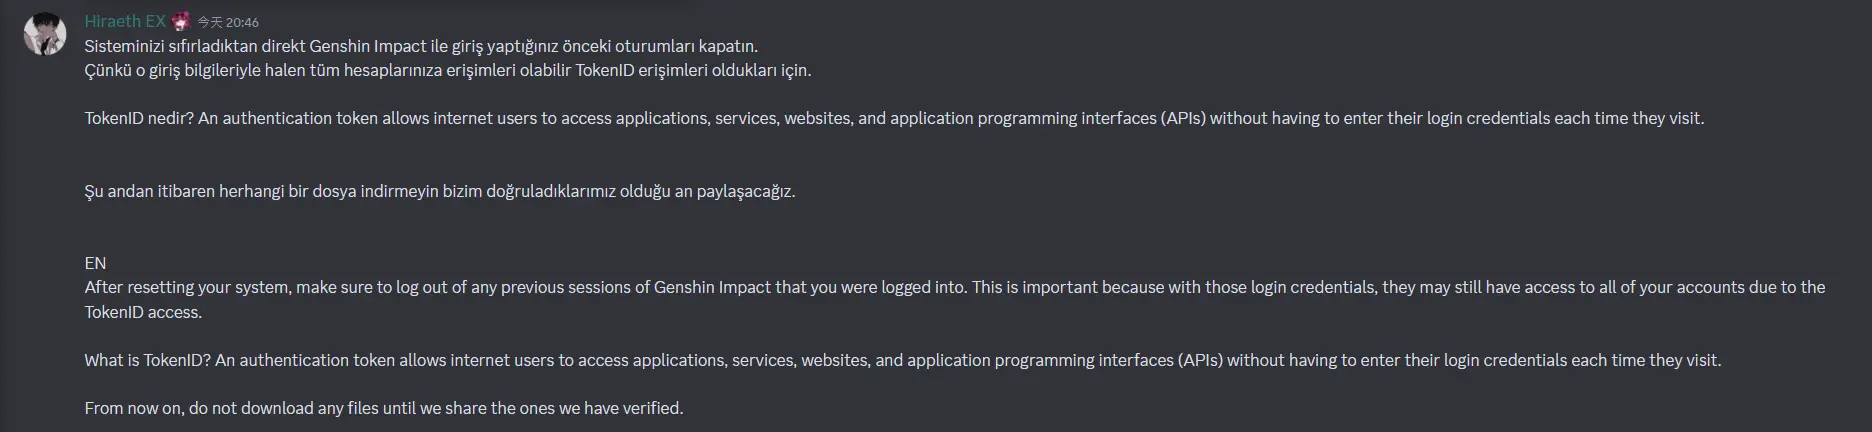 Hiraeth EX 今天 20:46
Sisteminizi sıfırladıktan direkt Genshin Impact ile giriş yaptığınız önceki oturumları kapatın.
Çünkü o giriş bilgileriyle halen tüm hesaplarınıza erişimleri olabilir TokenID erişimleri oldukları için.
TokenID nedir? An authentication token allows internet users to access applications, services, websites, and application programming interfaces (APIs) without having to enter their login credentials each time they visit.
Şu andan itibaren herhangi bir dosya indirmeyin bizim doğruladıklarımız olduğu an paylaşacağız.
EN
After resetting your system, make sure to log out of any previous sessions of Genshin Impact that you were logged into. This is important because with those login credentials, they may still have access to all of your accounts due to the
TokenID access.
What is TokenID? An authentication token allows internet users to access applications, services, websites, and application programming interfaces (APIs) without having to enter their login credentials each time they visit.
From now on, do not download any files until we share the ones we have verified.